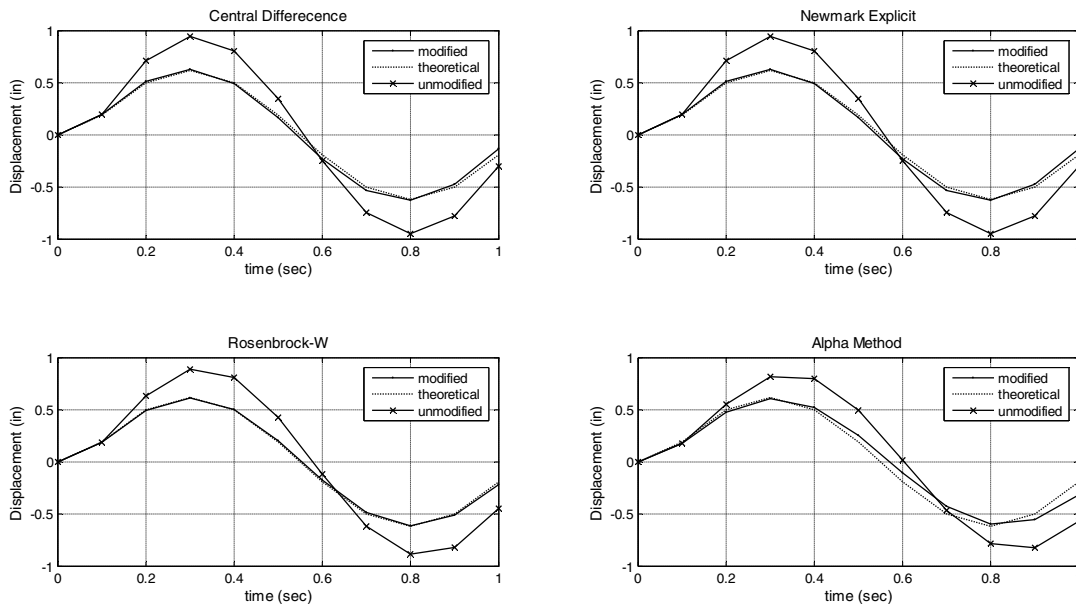 Central Differecence
Displacement (in)
1
0.5
0
-0.5
-1
0 0.2 0.4 0.6 0.8 1
time (sec)
modified
theoretical
unmodified
Newmark Explicit
Displacement (in)
1
0.5
0
-0.5
-1
0 0.2 0.4 0.6 0.8
time (sec)
modified
theoretical
unmodified
Rosenbrock-W
Displacement (in)
1
0.5
0
-0.5
-1
0 0.2 0.4 0.6 0.8 1
time (sec)
modified
theoretical
unmodified
Alpha Method
Displacement (in)
1
0.5
0
-0.5
-1
0 0.2 0.4 0.6 0.8
time (sec)
modified
theoretical
unmodified